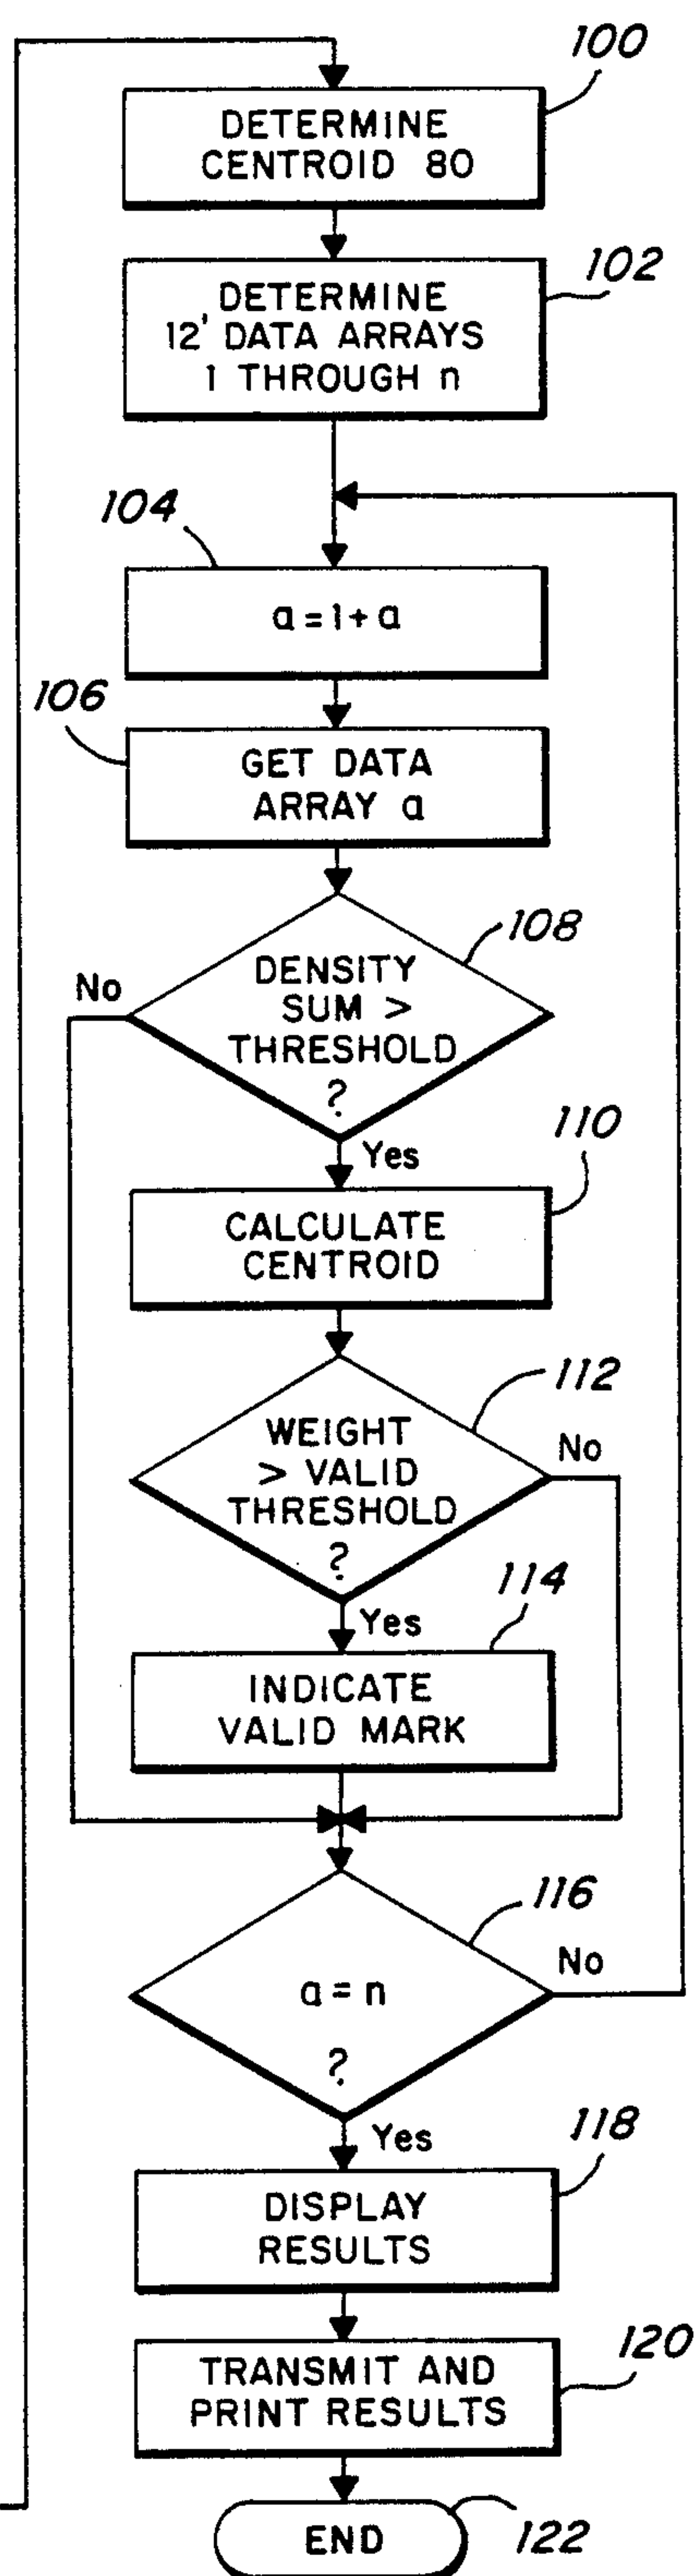 100
DETERMINE
CENTROID 80
102
DETERMINE
12' DATA ARRAYS
1 THROUGH n
104
a = 1 + a
106
GET DATA
ARRAY a
108
No
DENSITY
SUM >
THRESHOLD
?
Yes
110
CALCULATE
CENTROID
112
WEIGHT
> VALID
THRESHOLD
?
No
Yes
114
INDICATE
VALID MARK
116
a = n
?
No
Yes
118
DISPLAY
RESULTS
120
TRANSMIT AND
PRINT RESULTS
END
122